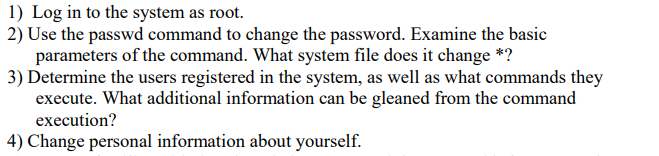 1) Log in to the system as root.
2) Use the passwd command to change the password. Examine the basic
parameters of the command. What system file does it change *?
3) Determine the users registered in the system, as well as what commands they
execute. What additional information can be gleaned from the command
execution?
4) Change personal information about yourself.